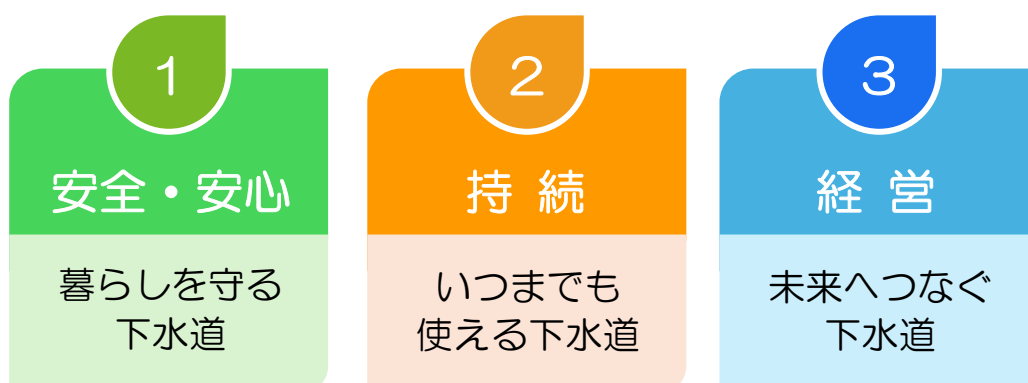 1
安全・安心
暮らしを守る
下水道
2
持 続
いつまでも
使える下水道
3
経 営
未来へつなぐ
下水道